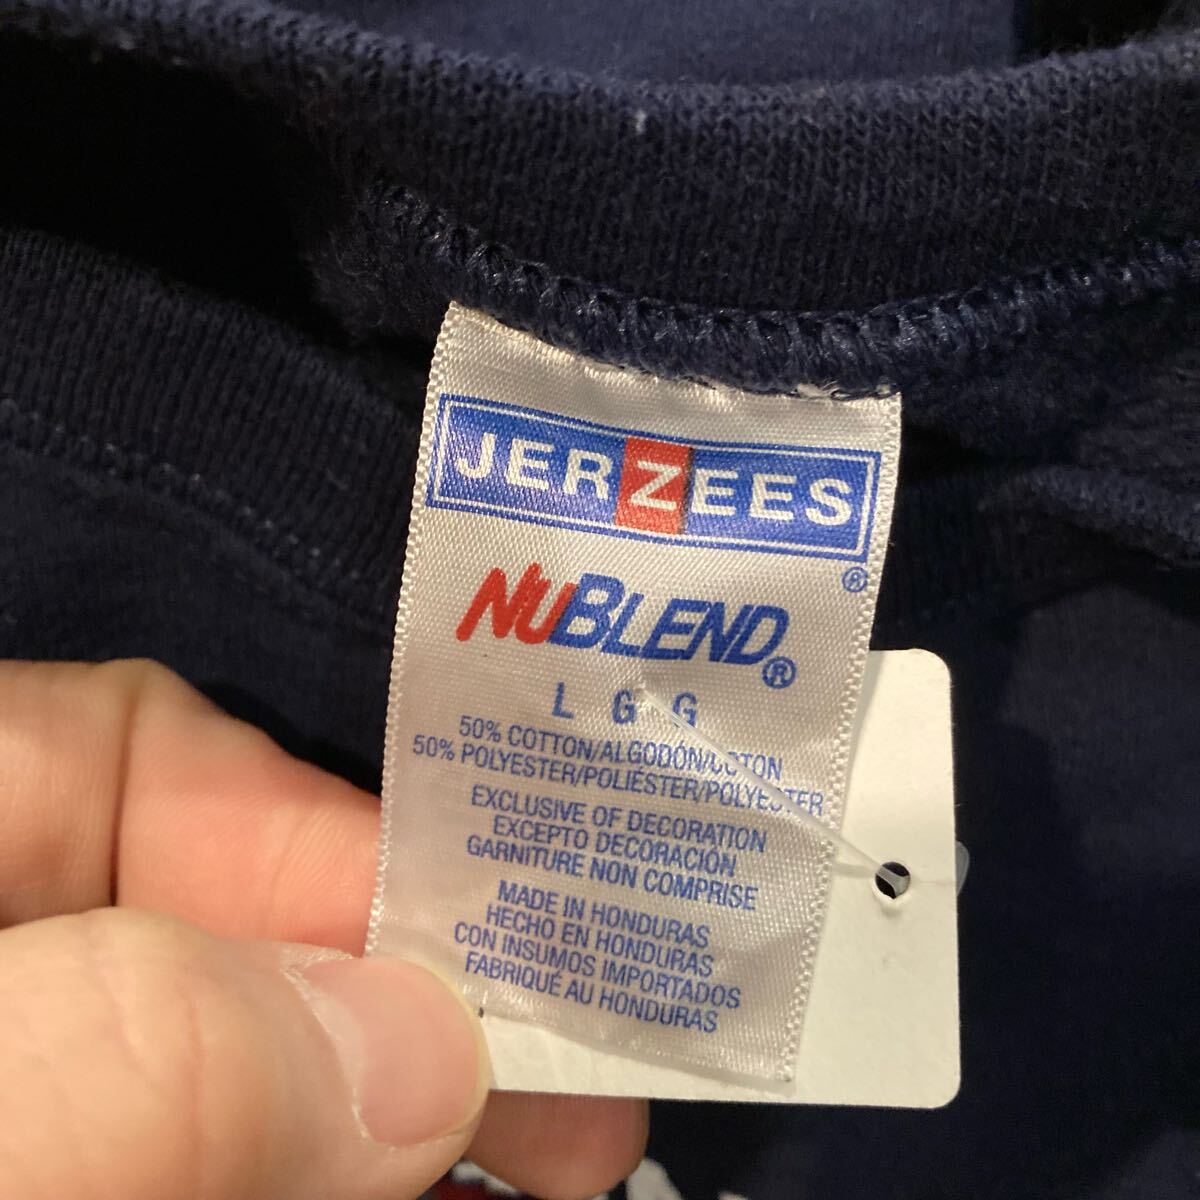 JERZEES
®
NUBLEND®
L G G
50% COTTON/ALGODÓN/COTON
50% POLYESTER/POLIÉSTER/POLYESTER
EXCLUSIVE OF DECORATION
EXCEPTO DECORACIÓN
GARNITURE NON COMPRISE
MADE IN HONDURAS
HECHO EN HONDURAS
CON INSUMOS IMPORTADOS
FABRIQUÉ AU HONDURAS